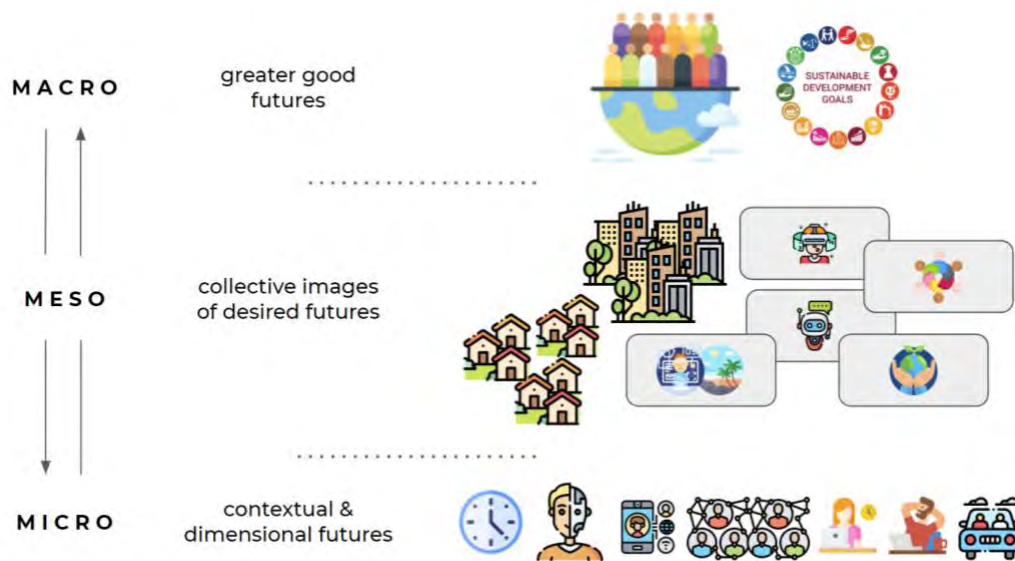 MACRO
greater good
futures
SUSTAINABLE
DEVELOPMENT
GOALS
MESO
collective images
of desired futures
MICRO
contextual &
dimensional futures